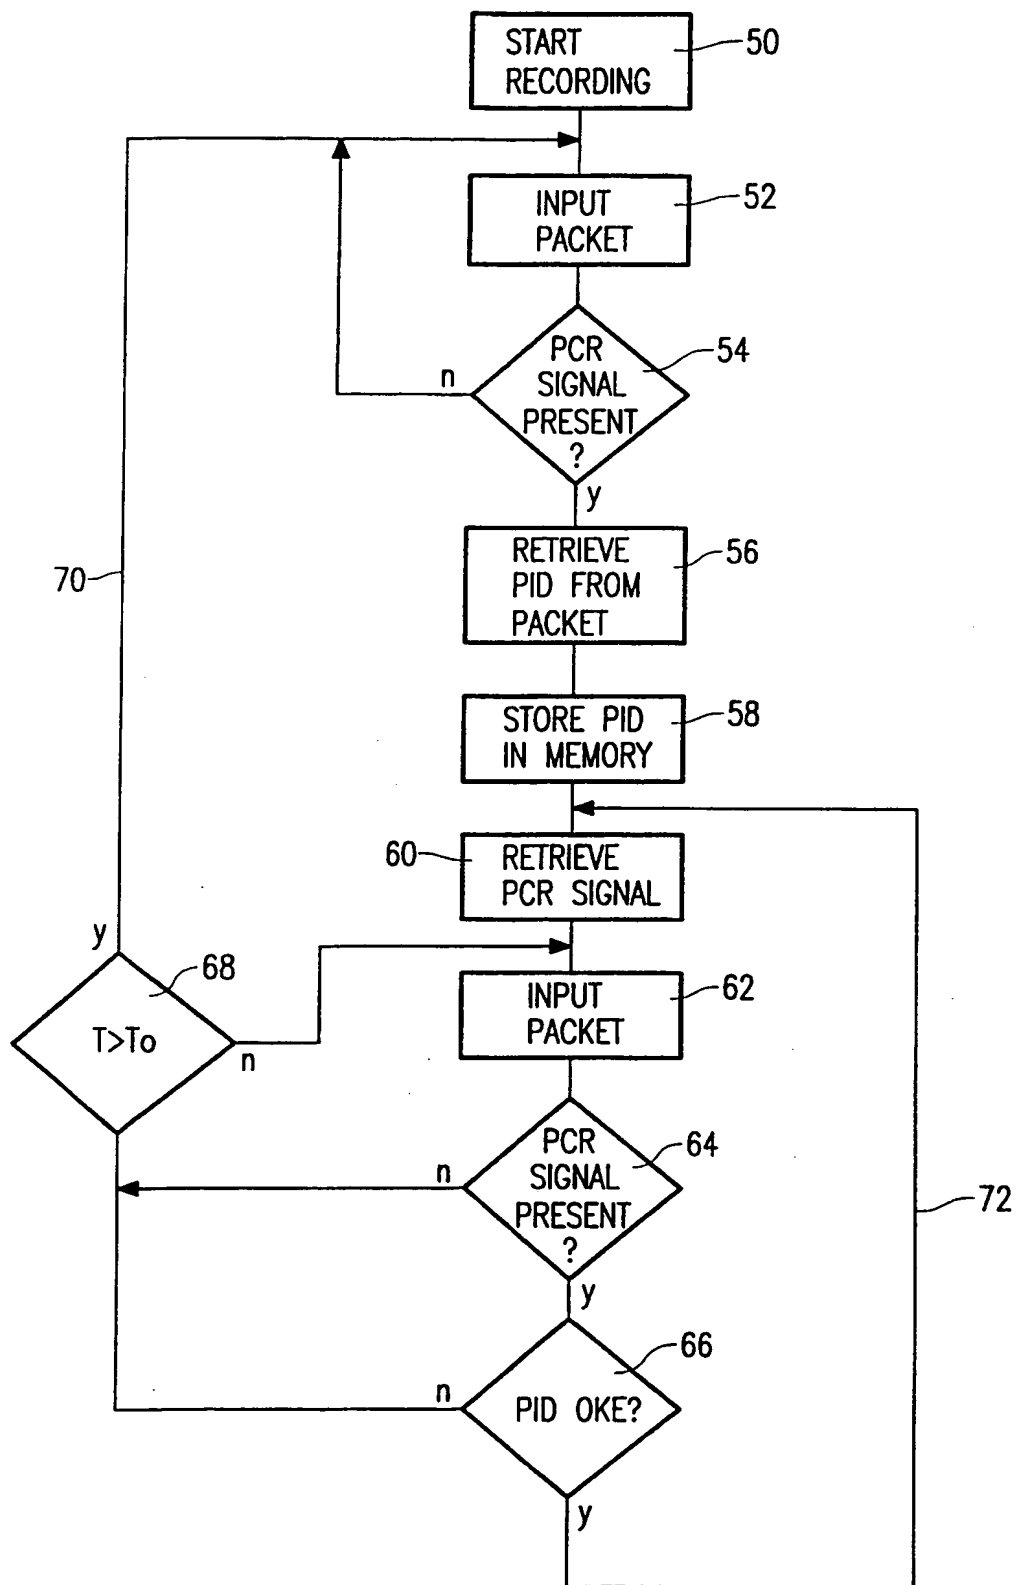 START
RECORDING
50
INPUT
PACKET
52
PCR
SIGNAL
PRESENT
?
54
n
y
RETRIEVE
PID FROM
PACKET
56
70
STORE PID
IN MEMORY
58
RETRIEVE
PCR SIGNAL
60
y
68
T>To
n
INPUT
PACKET
62
PCR
SIGNAL
PRESENT
?
64
n
y
72
PID OKE?
66
n
y